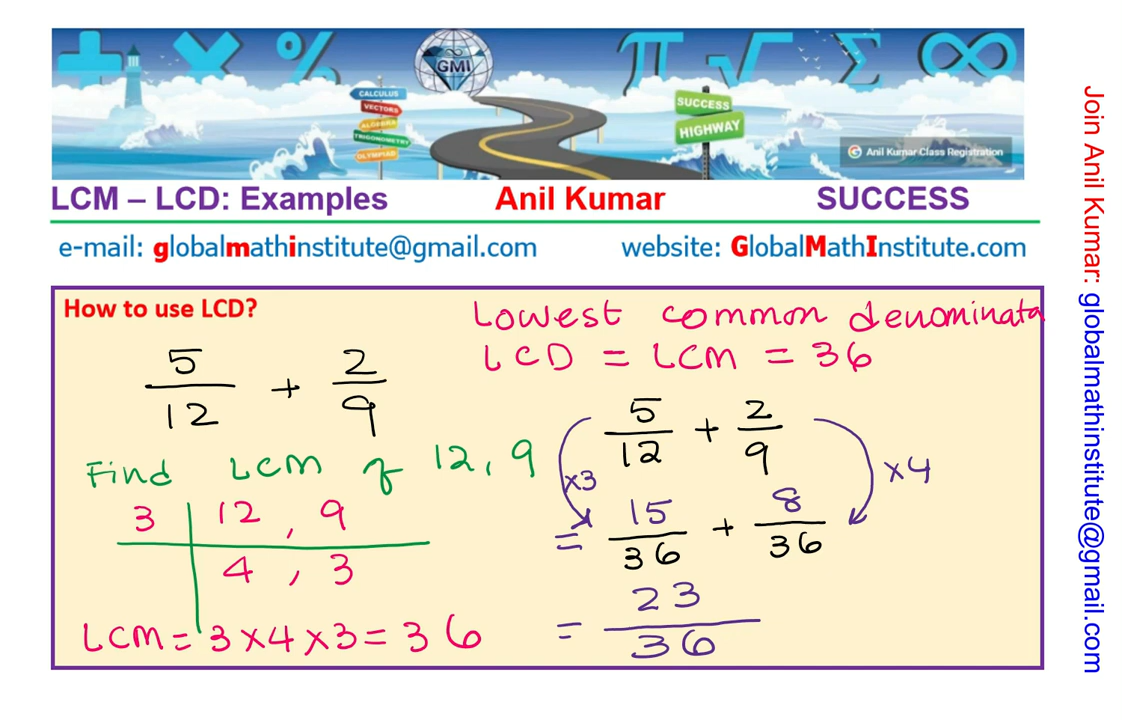 + × % GMI π √ Σ ∞
CALCULUS
VECTORS
ALGEBRA
TRIGONOMETRY
OLYMPIAD
SUCCESS
HIGHWAY
G Anil Kumar Class Registration
LCM – LCD: Examples Anil Kumar SUCCESS
e-mail: globalmathinstitute@gmail.com website: GlobalMathInstitute.com
How to use LCD?
5/12 + 2/9
Find LCM of 12, 9
3 | 12, 9
4, 3
LCM = 3×4×3 = 36
Lowest common denominato
LCD = LCM = 36
5/12 + 2/9
×3 ×4
= 15/36 + 8/36
= 23/36
Join Anil Kumar: globalmathinstitute@gmail.com